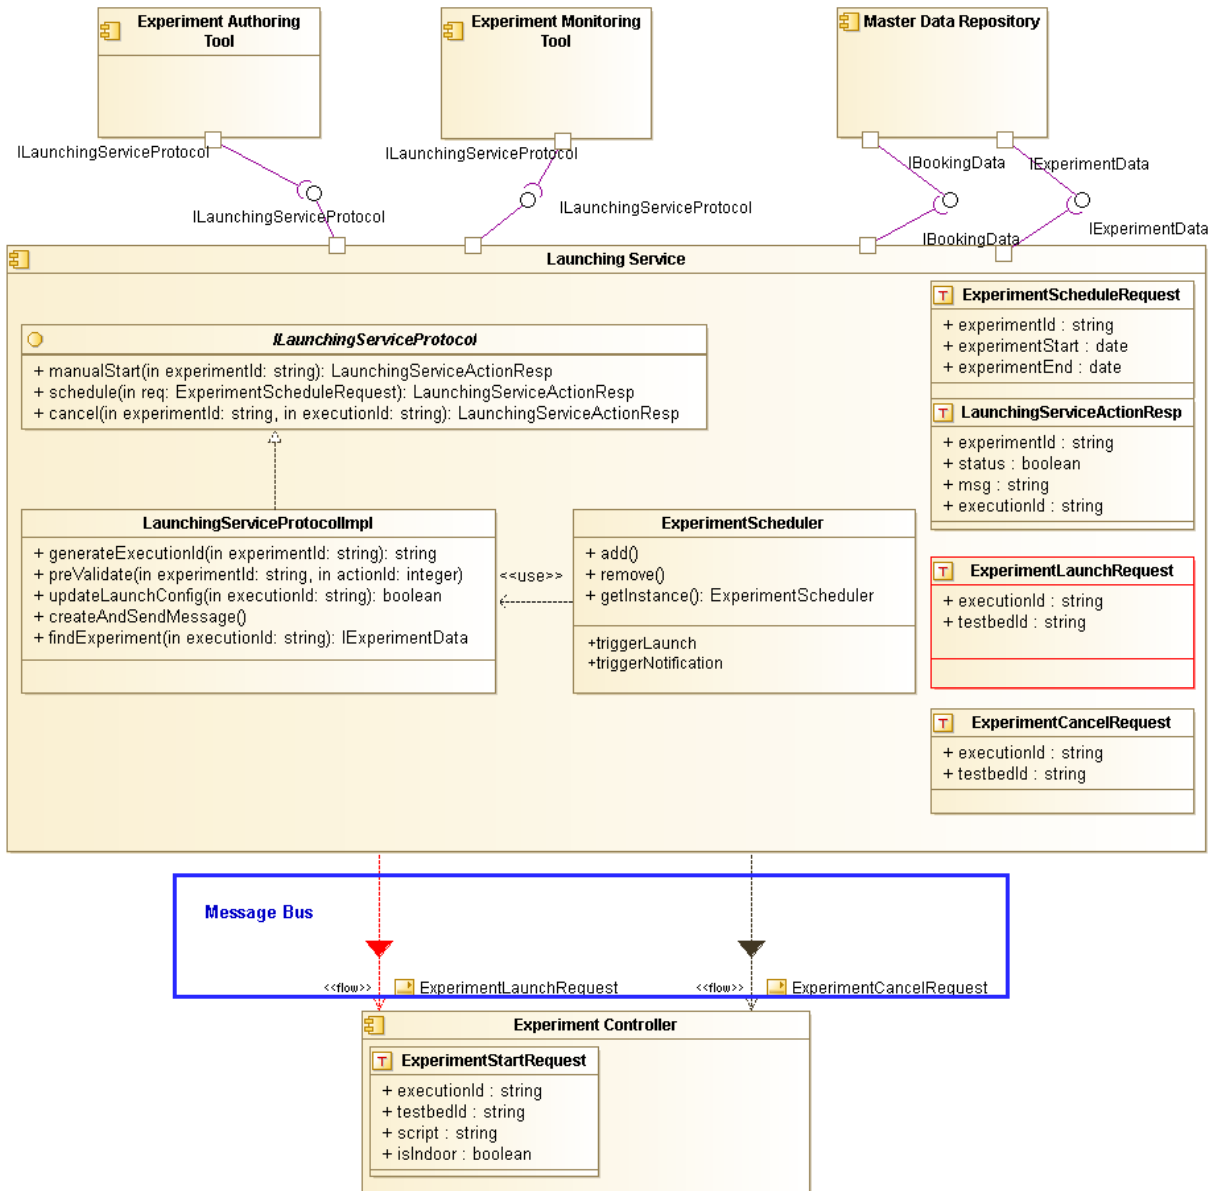 Experiment Authoring
Tool
Experiment Monitoring
Tool
Master Data Repository
ILaunchingServiceProtocol
ILaunchingServiceProtocol
IBookingData
IExperimentData
ILaunchingServiceProtocol
ILaunchingServiceProtocol
IBookingData
IExperimentData
Launching Service
ILaunchingServiceProtocol
+ manualStart(in experimentId: string): LaunchingServiceActionResp
+ schedule(in req: ExperimentScheduleRequest): LaunchingServiceActionResp
+ cancel(in experimentId: string, in executionId: string): LaunchingServiceActionResp
ExperimentScheduleRequest
+ experimentId : string
+ experimentStart : date
+ experimentEnd : date
LaunchingServiceActionResp
+ experimentId : string
+ status : boolean
+ msg : string
+ executionId : string
LaunchingServiceProtocolImpl
+ generateExecutionId(in experimentId: string): string
+ preValidate(in experimentId: string, in actionId: integer)
+ updateLaunchConfig(in executionId: string): boolean
+ createAndSendMessage()
+ findExperiment(in executionId: string): IExperimentData
<<use>>
ExperimentScheduler
+ add()
+ remove()
+ getInstance(): ExperimentScheduler
+triggerLaunch
+triggerNotification
ExperimentLaunchRequest
+ executionId : string
+ testbedId : string
ExperimentCancelRequest
+ executionId : string
+ testbedId : string
Message Bus
<<flow>>
ExperimentLaunchRequest
<<flow>>
ExperimentCancelRequest
Experiment Controller
ExperimentStartRequest
+ executionId : string
+ testbedId : string
+ script : string
+ isIndoor : boolean